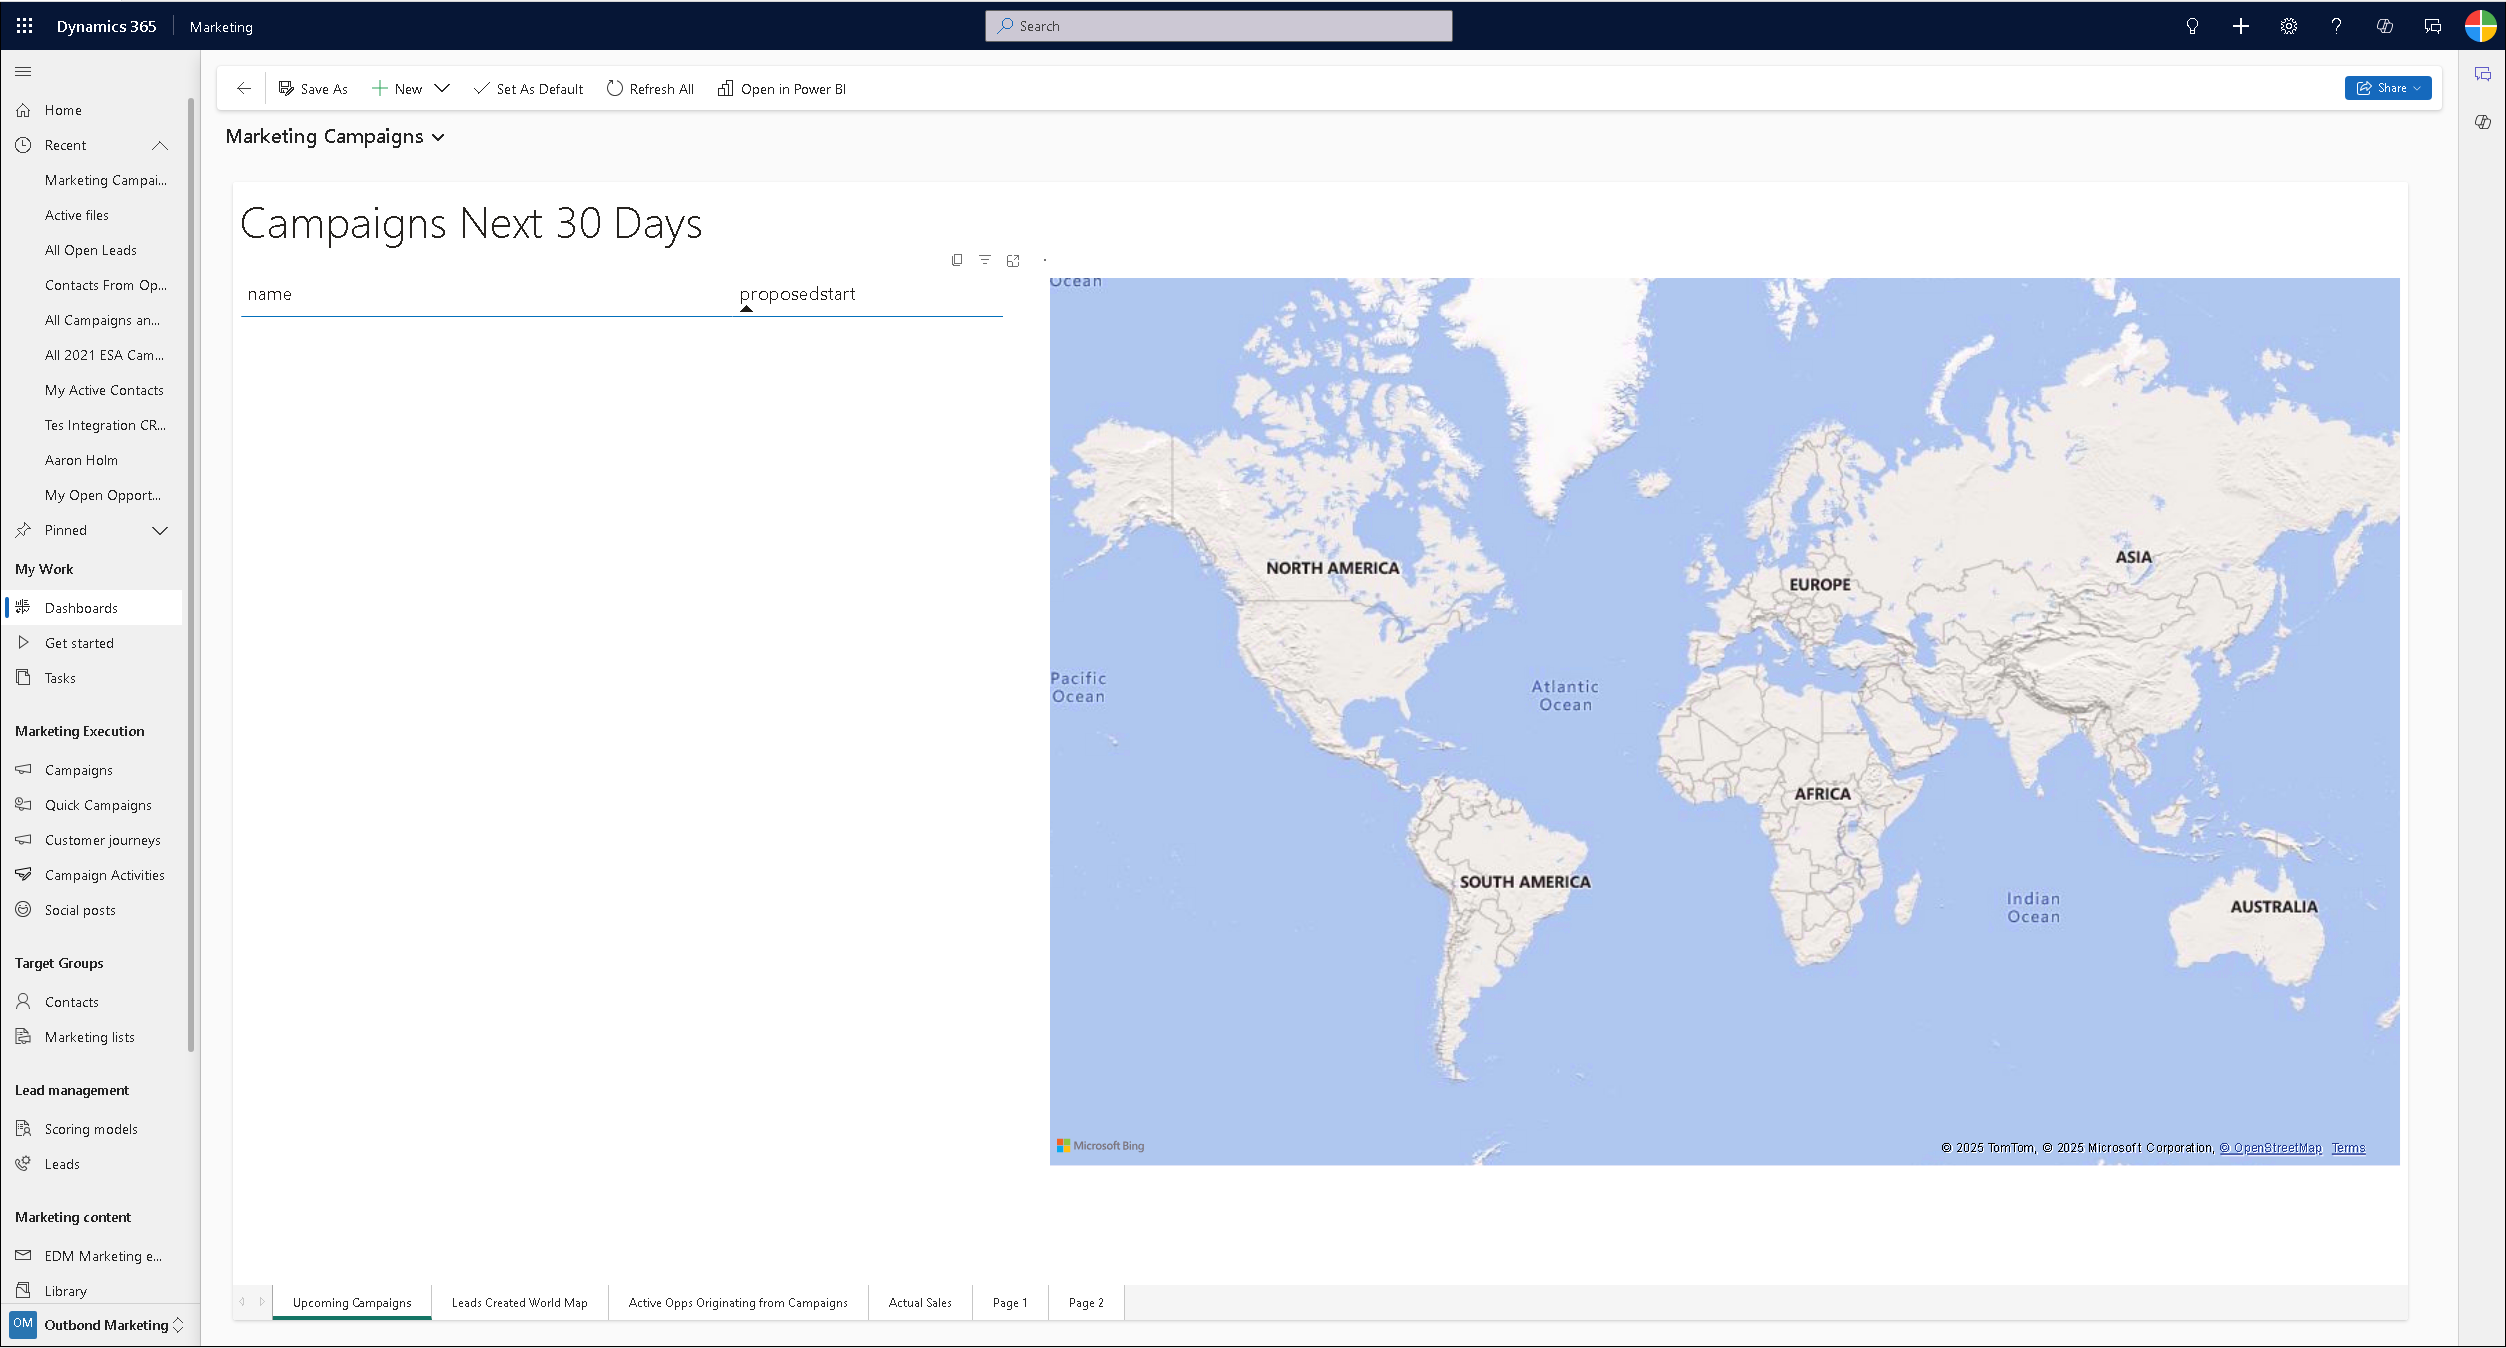 Dynamics 365
Marketing
Search
Save As
New
Set As Default
Refresh All
Open in Power BI
Share
Home
Recent
Marketing Campai...
Active files
All Open Leads
Contacts From Op...
All Campaigns an...
All 2021 ESA Cam...
My Active Contacts
Tes Integration CR...
Aaron Holm
My Open Opport...
Pinned
My Work
Dashboards
Get started
Tasks
Marketing Execution
Campaigns
Quick Campaigns
Customer journeys
Campaign Activities
Social posts
Target Groups
Contacts
Marketing lists
Lead management
Scoring models
Leads
Marketing content
EDM Marketing e...
Library
OM
Outbond Marketing
Marketing Campaigns
Campaigns Next 30 Days
name
proposedstart
Ocean
NORTH AMERICA
EUROPE
ASIA
Pacific
Ocean
Atlantic
Ocean
AFRICA
SOUTH AMERICA
Indian
Ocean
AUSTRALIA
Microsoft Bing
© 2025 TomTom, © 2025 Microsoft Corporation, © OpenStreetMap Terms
Upcoming Campaigns
Leads Created World Map
Active Opps Originating from Campaigns
Actual Sales
Page 1
Page 2